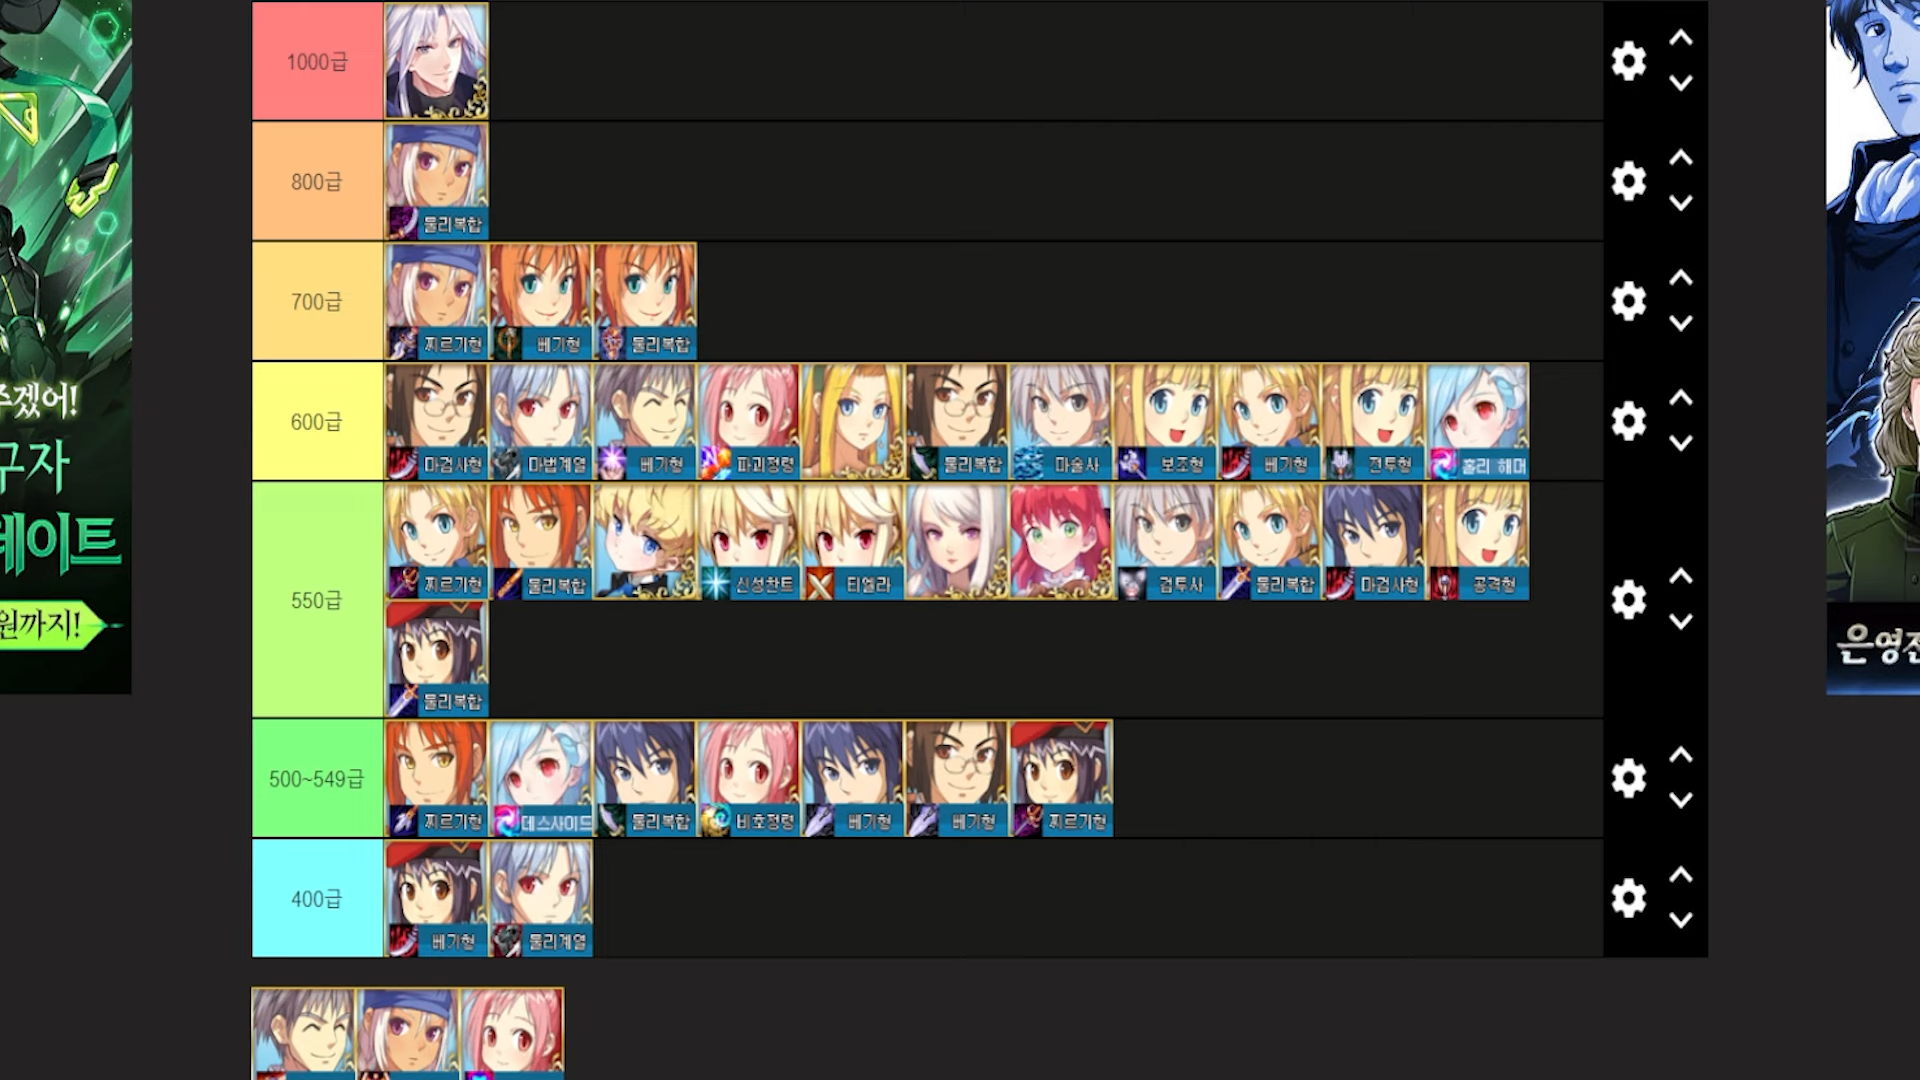 1000급
800급
물리복합
700급
찌르기형 베기형 물리복합
600급
마검사형 마법계열 베기형 파괴정령 물리복합 마술사 보조형 베기형 전투형 홀리 해머
550급
찌르기형 물리복합 신성찬트 티엘라 검투사 물리복합 마검사형 공격형
물리복합
500~549급
찌르기형 데스사이드 물리복합 비호정령 베기형 베기형 찌르기형
400급
베기형 물리계열
주겠어!
구자
게이트
원까지!